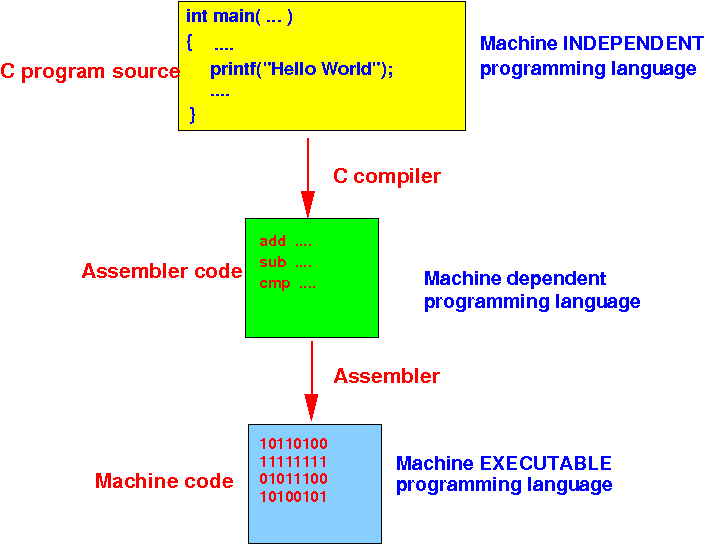 int main( ... )
{ ....
printf("Hello World");
....
}
C program source
Machine INDEPENDENT
programming language
C compiler
add ....
sub ....
cmp ....
Assembler code
Machine dependent
programming language
Assembler
10110100
11111111
01011100
10100101
Machine code
Machine EXECUTABLE
programming language